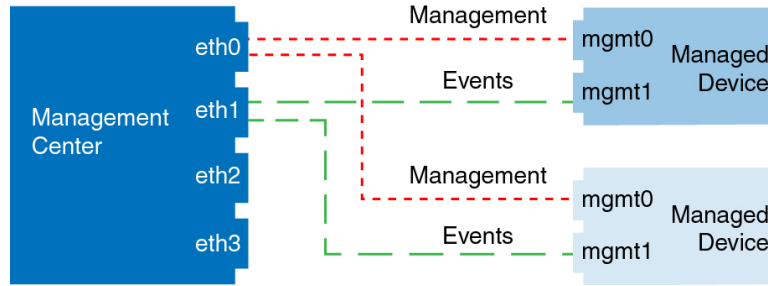 Management
eth0
mgmt0
Managed
Device
Events
mgmt1
eth1
Management
Center
eth2
Management
mgmt0
Managed
Device
eth3
Events
mgmt1